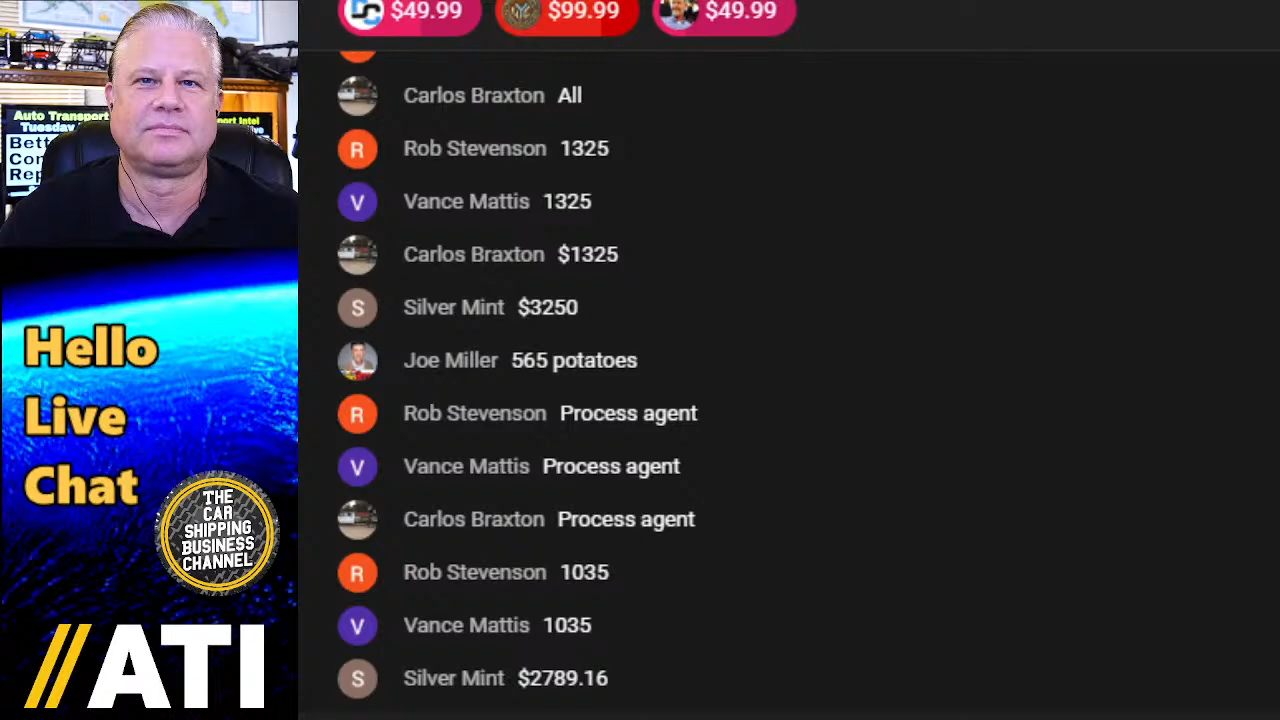 $49.99
$99.99
$49.99
Auto Transport
Tuesday
Carlos Braxton All
Rob Stevenson 1325
Vance Mattis 1325
Carlos Braxton $1325
Silver Mint $3250
Joe Miller 565 potatoes
Rob Stevenson Process agent
Vance Mattis Process agent
Carlos Braxton Process agent
Rob Stevenson 1035
Vance Mattis 1035
Silver Mint $2789.16
R
V
S
R
V
R
V
S
Hello
Live
Chat
THE
CAR
SHIPPING
BUSINESS
CHANNEL
//ATI